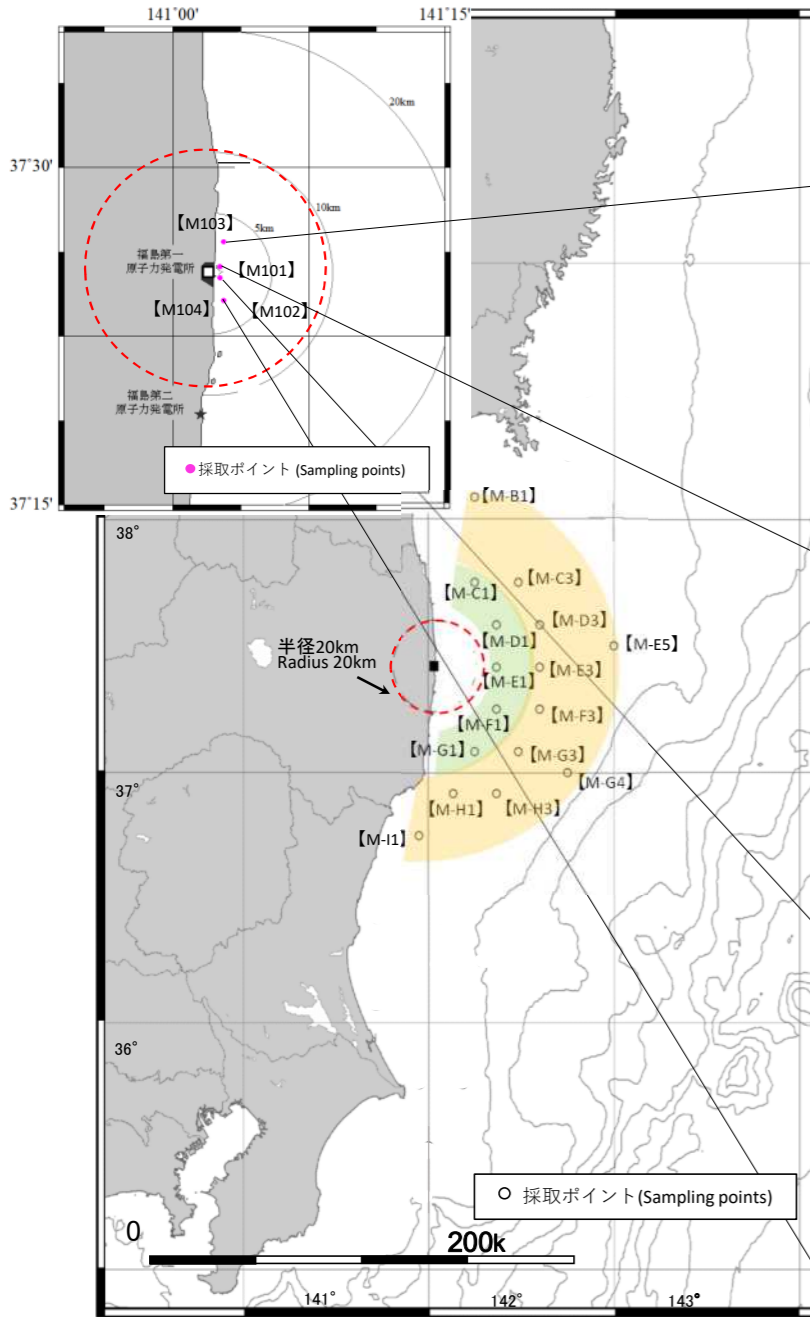 141°00'
141°15'
20km
37°30'
10km
【M103】
5km
福島第一
原子力発電所
【M101】
【M104】
【M102】
福島第二
原子力発電所
採取ポイント (Sampling points)
37°15'
【M-B1】
38°
【M-C1】
【M-C3】
【M-D1】
【M-D3】
半径20km
Radius 20km
【M-E5】
【M-E1】
【M-E3】
【M-F1】
【M-F3】
【M-G1】
【M-G3】
37°
【M-G4】
【M-H1】
【M-H3】
【M-I1】
36°
採取ポイント(Sampling points)
0
200k
141°
142°
143°